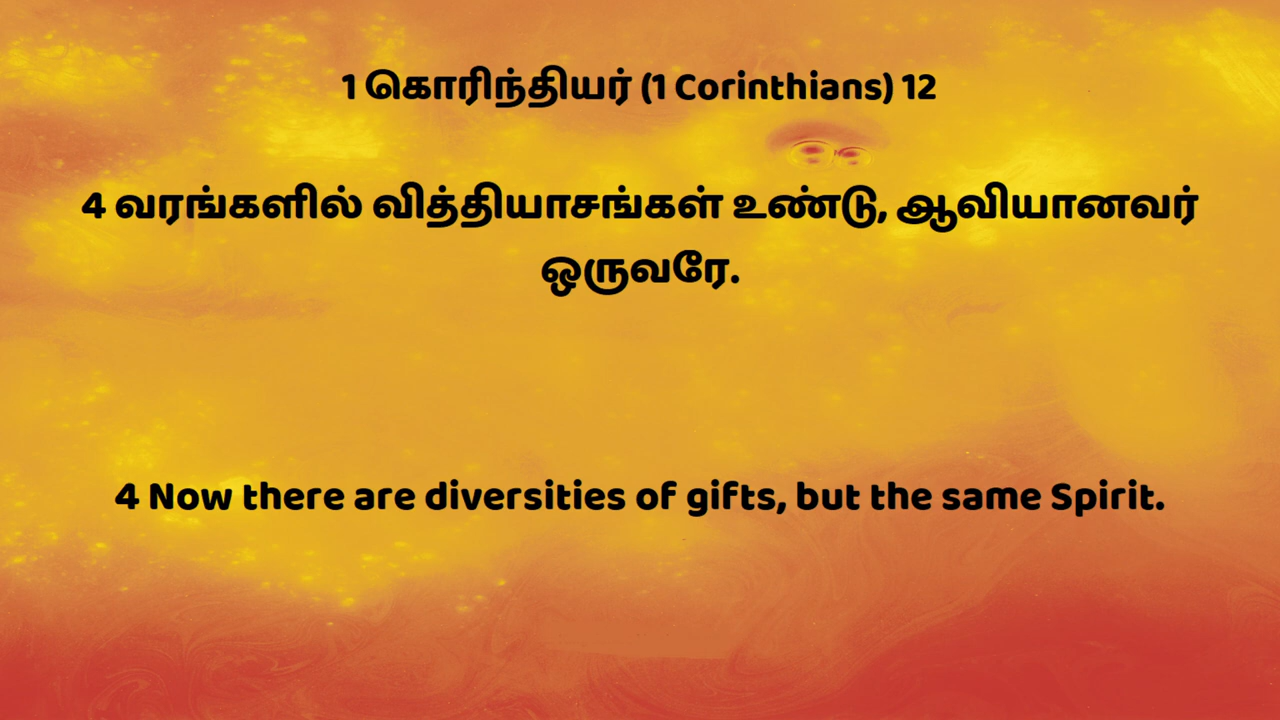 1 கொரிந்தியர் (1 Corinthians) 12
4 வரங்களில் வித்தியாசங்கள் உண்டு, ஆவியானவர்
ஒருவரே.
4 Now there are diversities of gifts, but the same Spirit.